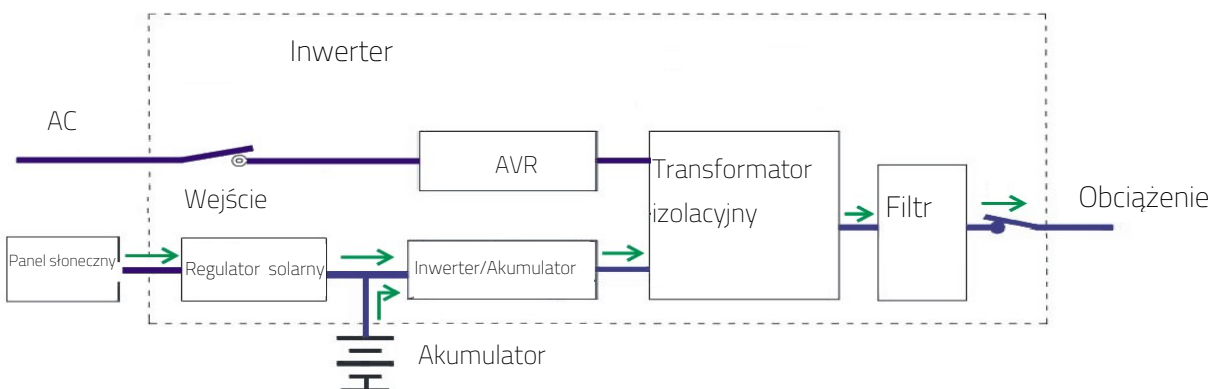 Inwerter
AC
AVR
Transformator
izolacyjny
Wejście
Filtr
Obciążenie
Panel słoneczny
Regulator solarny
Inwerter/Akumulator
Akumulator